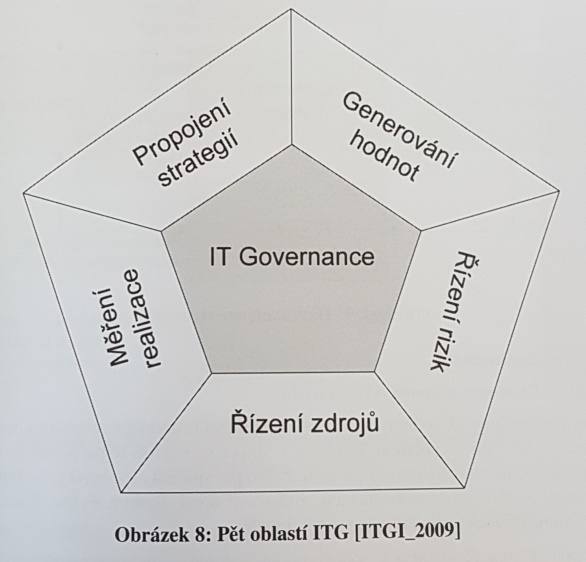 Propojení
strategií
Generování
hodnot
IT Governance
Měření
realizace
Řízení rizik
Řízení zdrojů
Obrázek 8: Pět oblastí ITG [ITGI_2009]